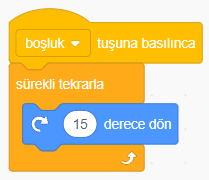 boşluk tuşuna basılınca
sürekli tekrarla
15 derece dön